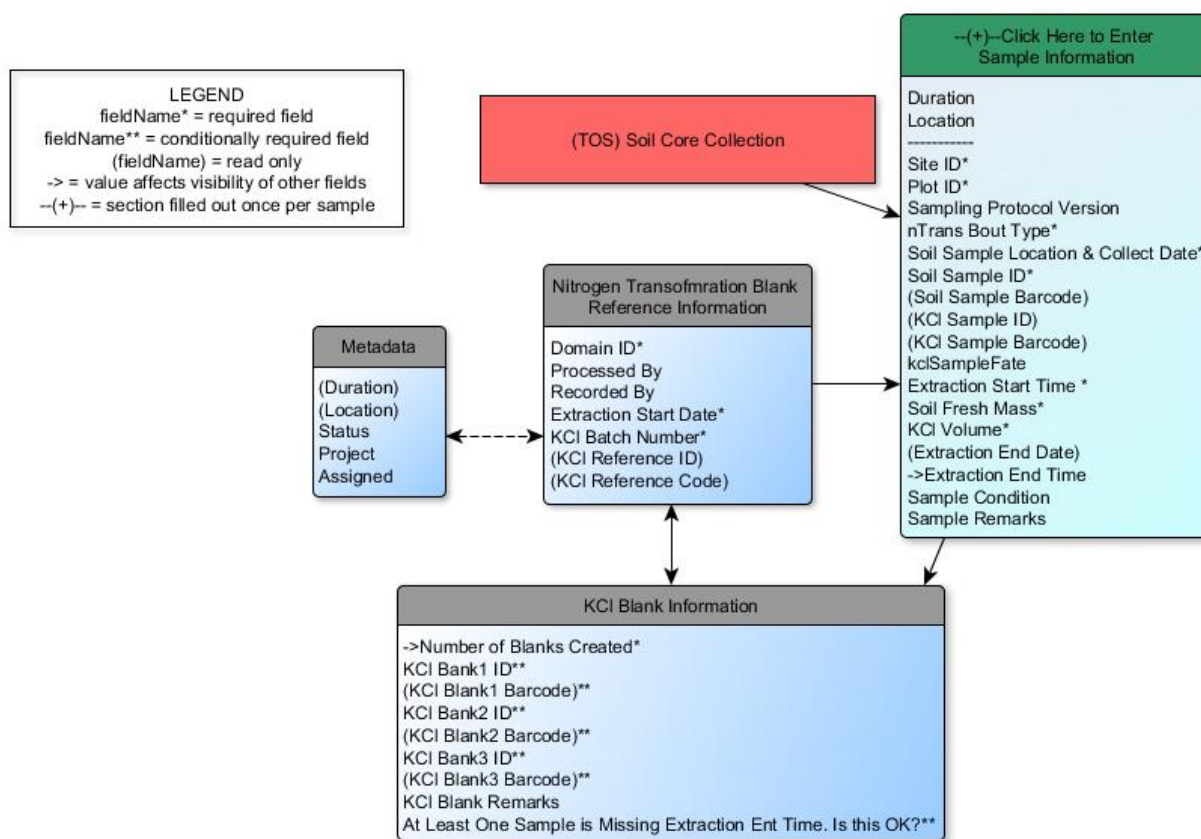 LEGEND
fieldName* = required field
fieldName** = conditionally required field
(fieldName) = read only
-> = value affects visibility of other fields
--(+)-- = section filled out once per sample
(TOS) Soil Core Collection
--(+)--Click Here to Enter
Sample Information
Duration
Location
-----------
Site ID*
Plot ID*
Sampling Protocol Version
nTrans Bout Type*
Soil Sample Location & Collect Date*
Soil Sample ID*
(Soil Sample Barcode)
(KCl Sample ID)
(KCl Sample Barcode)
kclSampleFate
Extraction Start Time *
Soil Fresh Mass*
KCl Volume*
(Extraction End Date)
->Extraction End Time
Sample Condition
Sample Remarks
Nitrogen Transofmration Blank
Reference Information
Domain ID*
Processed By
Recorded By
Extraction Start Date*
KCl Batch Number*
(KCl Reference ID)
(KCl Reference Code)
Metadata
(Duration)
(Location)
Status
Project
Assigned
KCl Blank Information
->Number of Blanks Created*
KCl Bank1 ID**
(KCl Blank1 Barcode)**
KCl Bank2 ID**
(KCl Blank2 Barcode)**
KCl Bank3 ID**
(KCl Blank3 Barcode)**
KCl Blank Remarks
At Least One Sample is Missing Extraction Ent Time. Is this OK?**